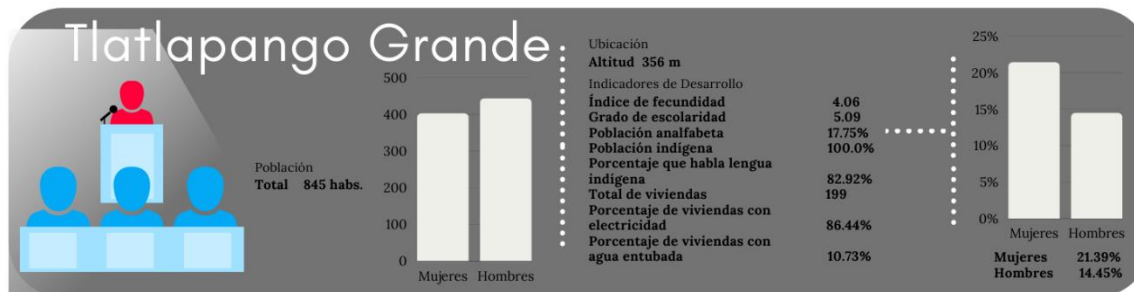 Tlatlapango Grande
Población
Total 845 habs.
500
400
300
200
100
0
Mujeres Hombres
Ubicación
Altitud 356 m
Indicadores de Desarrollo
Índice de fecundidad 4.06
Grado de escolaridad 5.09
Población analfabeta 17.75%
Población indígena 100.0%
Porcentaje que habla lengua
indígena 82.92%
Total de viviendas 199
Porcentaje de viviendas con
electricidad 86.44%
Porcentaje de viviendas con
agua entubada 10.73%
25%
20%
15%
10%
5%
0%
Mujeres Hombres
Mujeres 21.39%
Hombres 14.45%